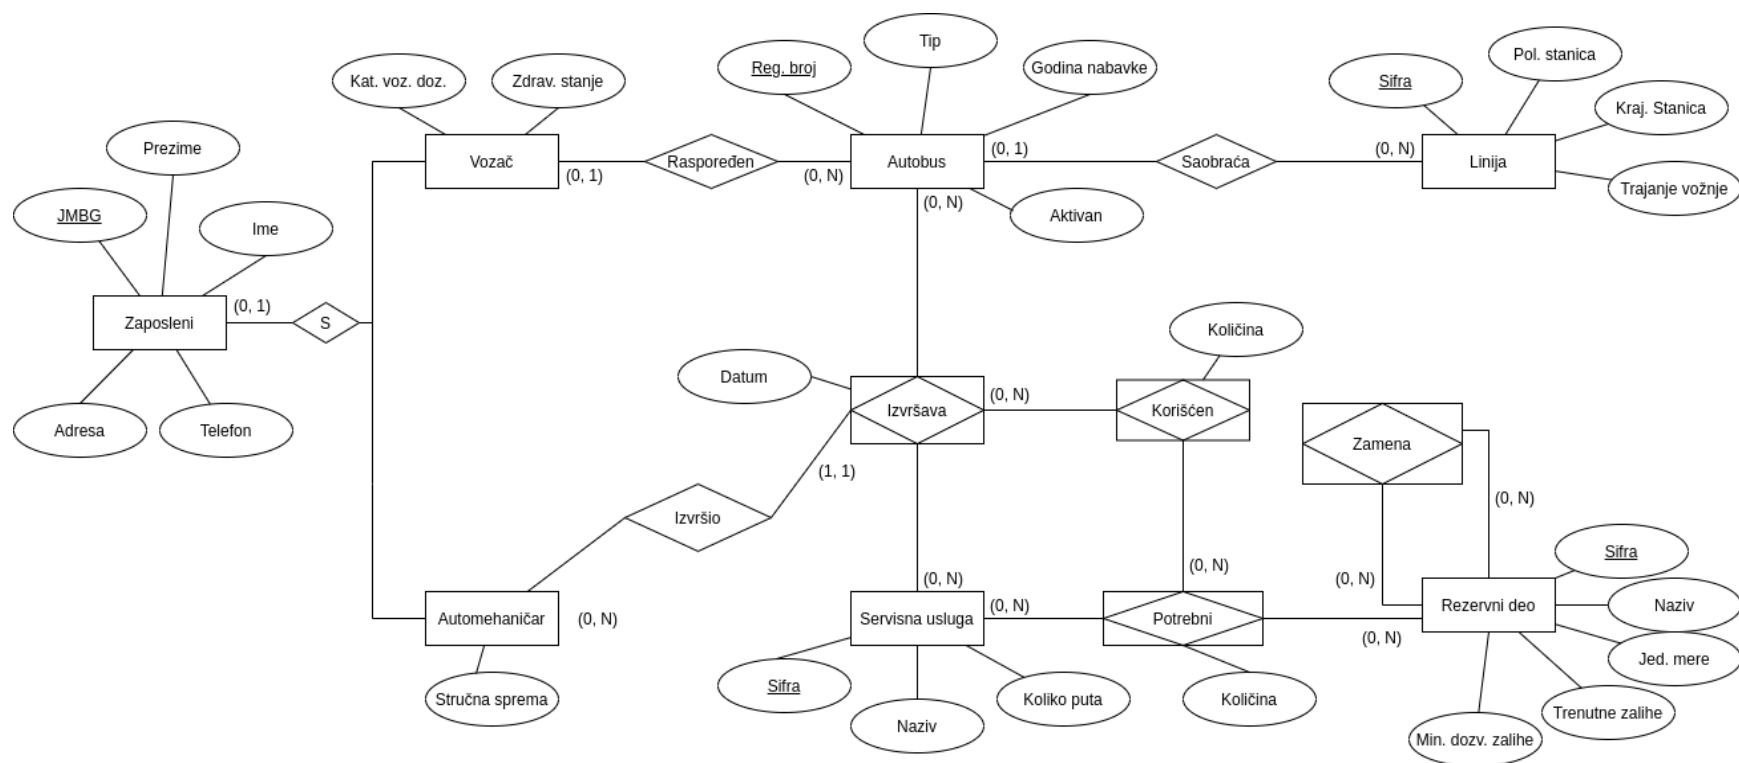 Tip
Pol. stanica
Kat. voz. doz.
Zdrav. stanje
Reg. broj
Godina nabavke
Sifra
Kraj. Stanica
Prezime
Vozač
(0, 1)
Raspoređen
(0, N)
Autobus
(0, 1)
Saobraća
(0, N)
Linija
Trajanje vožnje
(0, N)
Aktivan
JMBG
Ime
(0, 1)
Zaposleni
S
Količina
Datum
Izvršava
(0, N)
Korišćen
Zamena
Adresa
Telefon
(1, 1)
(0, N)
Izvršio
Sifra
(0, N)
(0, N)
(0, N)
Automehaničar
(0, N)
Servisna usluga
(0, N)
Potrebni
(0, N)
Rezervni deo
Naziv
Jed. mere
Stručna sprema
Sifra
Naziv
Koliko puta
Količina
Trenutne zalihe
Min. dozv. zalihe